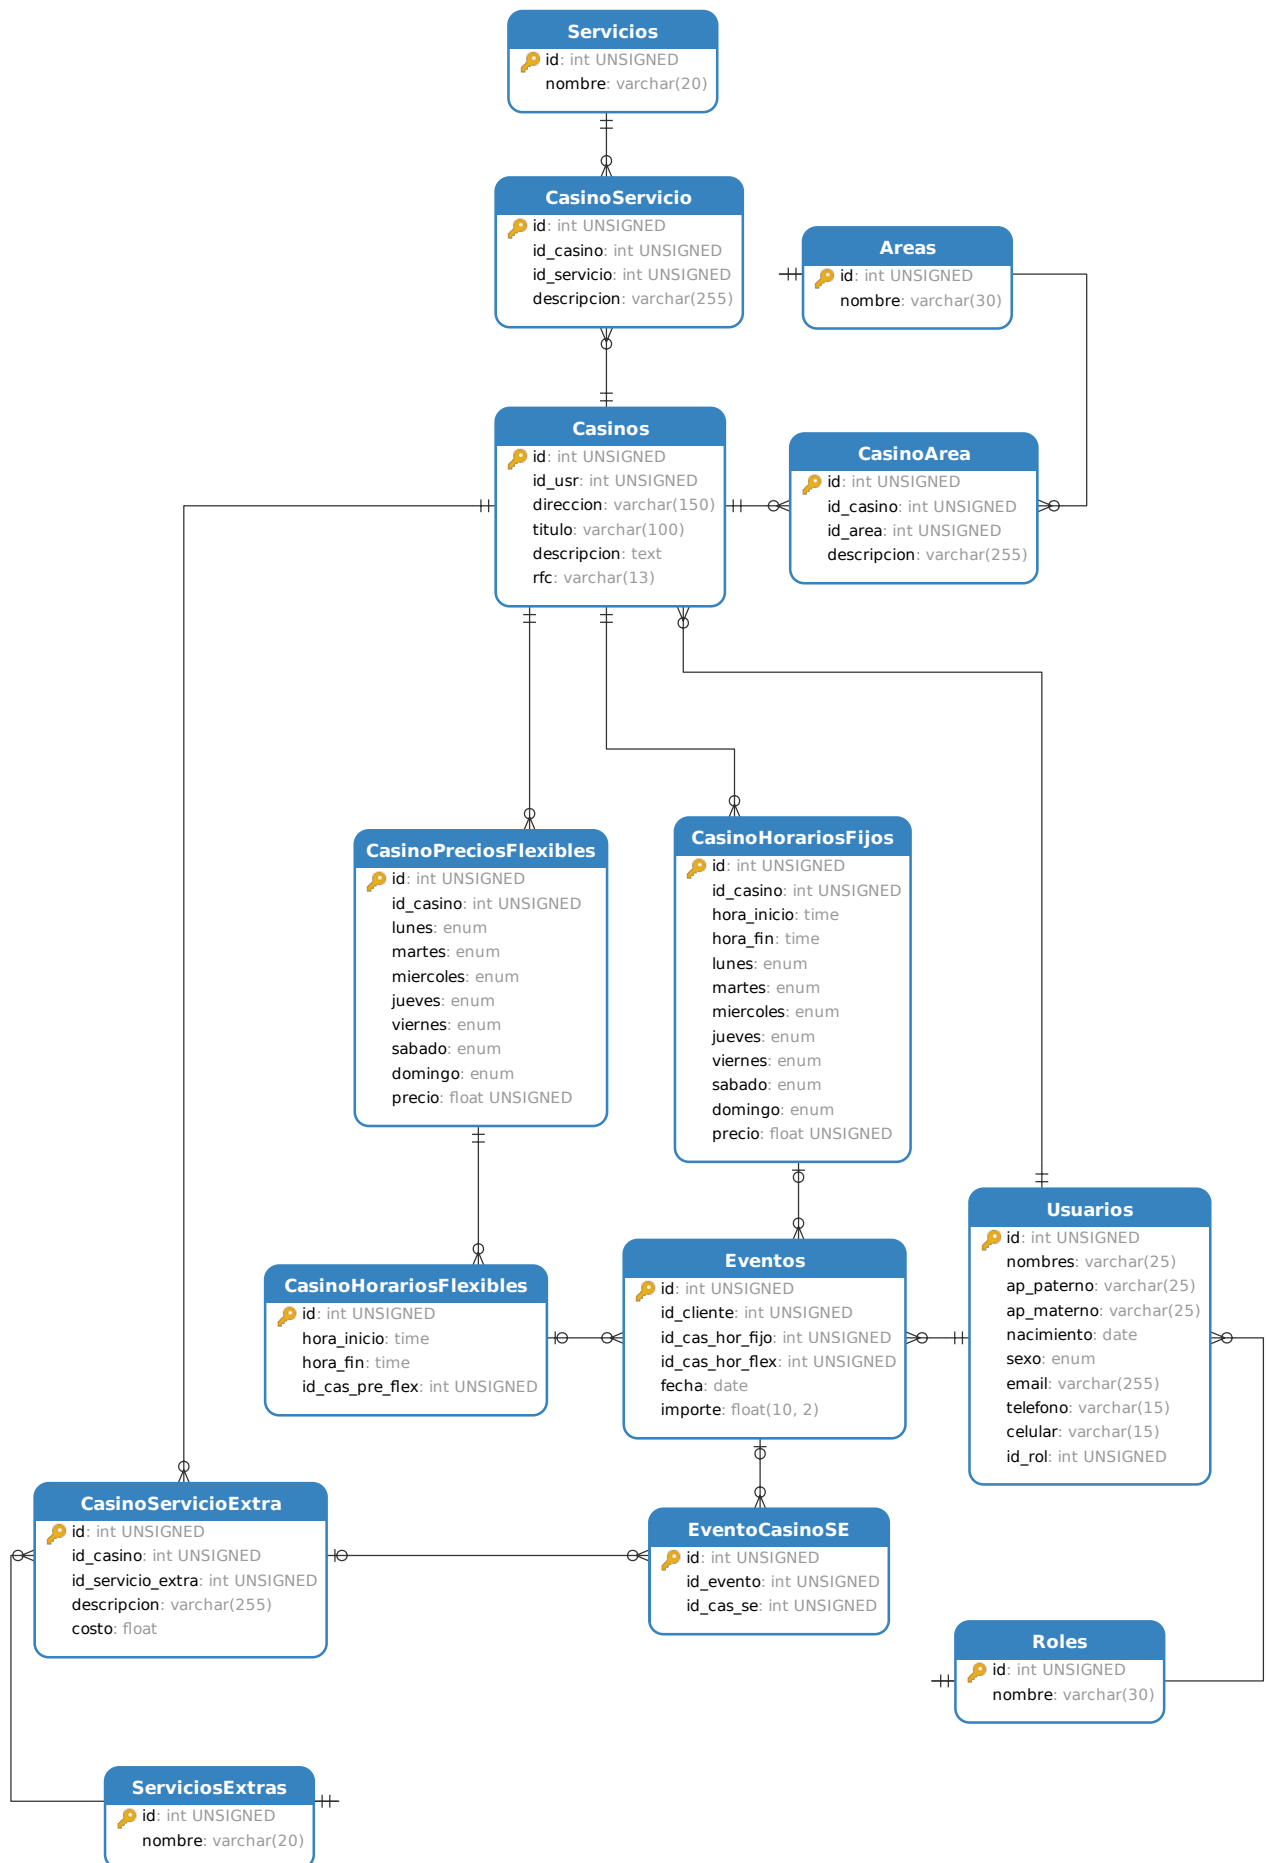 Servicios
id: int UNSIGNED
nombre: varchar(20)
CasinoServicio
id: int UNSIGNED
id_casino: int UNSIGNED
id_servicio: int UNSIGNED
descripcion: varchar(255)
Areas
id: int UNSIGNED
nombre: varchar(30)
Casinos
id: int UNSIGNED
id_usr: int UNSIGNED
direccion: varchar(150)
titulo: varchar(100)
descripcion: text
rfc: varchar(13)
CasinoArea
id: int UNSIGNED
id_casino: int UNSIGNED
id_area: int UNSIGNED
descripcion: varchar(255)
CasinoPreciosFlexibles
id: int UNSIGNED
id_casino: int UNSIGNED
lunes: enum
martes: enum
miercoles: enum
jueves: enum
viernes: enum
sabado: enum
domingo: enum
precio: float UNSIGNED
CasinoHorariosFijos
id: int UNSIGNED
id_casino: int UNSIGNED
hora_inicio: time
hora_fin: time
lunes: enum
martes: enum
miercoles: enum
jueves: enum
viernes: enum
sabado: enum
domingo: enum
precio: float UNSIGNED
CasinoHorariosFlexibles
id: int UNSIGNED
hora_inicio: time
hora_fin: time
id_cas_pre_flex: int UNSIGNED
Eventos
id: int UNSIGNED
id_cliente: int UNSIGNED
id_cas_hor_fijo: int UNSIGNED
id_cas_hor_flex: int UNSIGNED
fecha: date
importe: float(10, 2)
Usuarios
id: int UNSIGNED
nombres: varchar(25)
ap_paterno: varchar(25)
ap_materno: varchar(25)
nacimiento: date
sexo: enum
email: varchar(255)
telefono: varchar(15)
celular: varchar(15)
id_rol: int UNSIGNED
CasinoServicioExtra
id: int UNSIGNED
id_casino: int UNSIGNED
id_servicio_extra: int UNSIGNED
descripcion: varchar(255)
costo: float
EventoCasinoSE
id: int UNSIGNED
id_evento: int UNSIGNED
id_cas_se: int UNSIGNED
Roles
id: int UNSIGNED
nombre: varchar(30)
ServiciosExtras
id: int UNSIGNED
nombre: varchar(20)